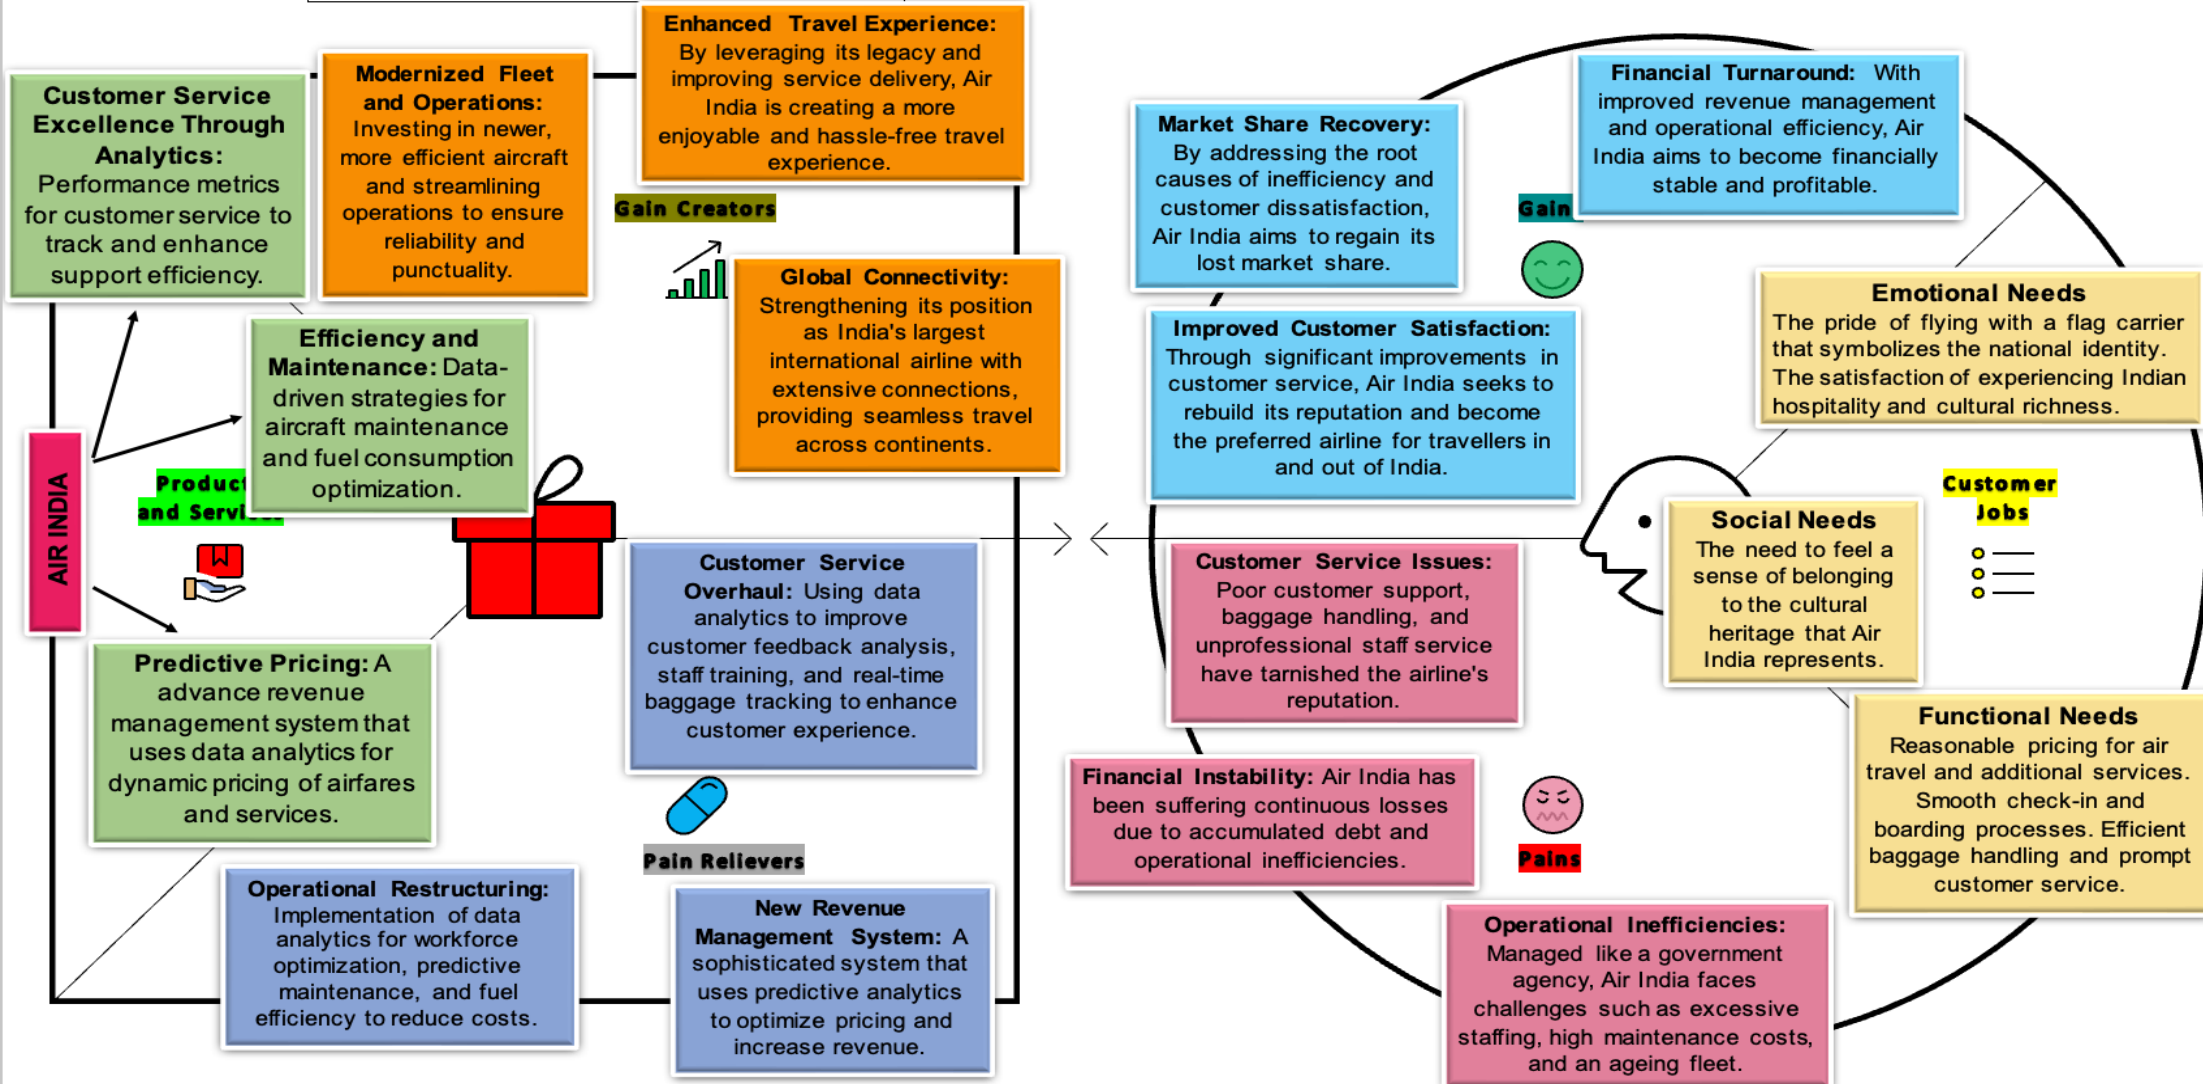 Customer Service
Excellence Through
Analytics:
Performance metrics
for customer service to
track and enhance
support efficiency.
Modernized Fleet
and Operations:
Investing in newer,
more efficient aircraft
and streamlining
operations to ensure
reliability and
punctuality.
Enhanced Travel Experience:
By leveraging its legacy and
improving service delivery, Air
India is creating a more
enjoyable and hassle-free travel
experience.
Gain Creators
Global Connectivity:
Strengthening its position
as India's largest
international airline with
extensive connections,
providing seamless travel
across continents.
Efficiency and
Maintenance: Data-
driven strategies for
aircraft maintenance
and fuel consumption
optimization.
AIR INDIA
Product
and Servi
Predictive Pricing: A
advance revenue
management system that
uses data analytics for
dynamic pricing of airfares
and services.
Customer Service
Overhaul: Using data
analytics to improve
customer feedback analysis,
staff training, and real-time
baggage tracking to enhance
customer experience.
Pain Relievers
Operational Restructuring:
Implementation of data
analytics for workforce
optimization, predictive
maintenance, and fuel
efficiency to reduce costs.
New Revenue
Management System: A
sophisticated system that
uses predictive analytics
to optimize pricing and
increase revenue.
Market Share Recovery:
By addressing the root
causes of inefficiency and
customer dissatisfaction,
Air India aims to regain its
lost market share.
Financial Turnaround: With
improved revenue management
and operational efficiency, Air
India aims to become financially
stable and profitable.
Gain
Improved Customer Satisfaction:
Through significant improvements in
customer service, Air India seeks to
rebuild its reputation and become
the preferred airline for travellers in
and out of India.
Emotional Needs
The pride of flying with a flag carrier
that symbolizes the national identity.
The satisfaction of experiencing Indian
hospitality and cultural richness.
Customer
Jobs
Social Needs
The need to feel a
sense of belonging
to the cultural
heritage that Air
India represents.
Functional Needs
Reasonable pricing for air
travel and additional services.
Smooth check-in and
boarding processes. Efficient
baggage handling and prompt
customer service.
Customer Service Issues:
Poor customer support,
baggage handling, and
unprofessional staff service
have tarnished the airline's
reputation.
Financial Instability: Air India has
been suffering continuous losses
due to accumulated debt and
operational inefficiencies.
Pains
Operational Inefficiencies:
Managed like a government
agency, Air India faces
challenges such as excessive
staffing, high maintenance costs,
and an ageing fleet.